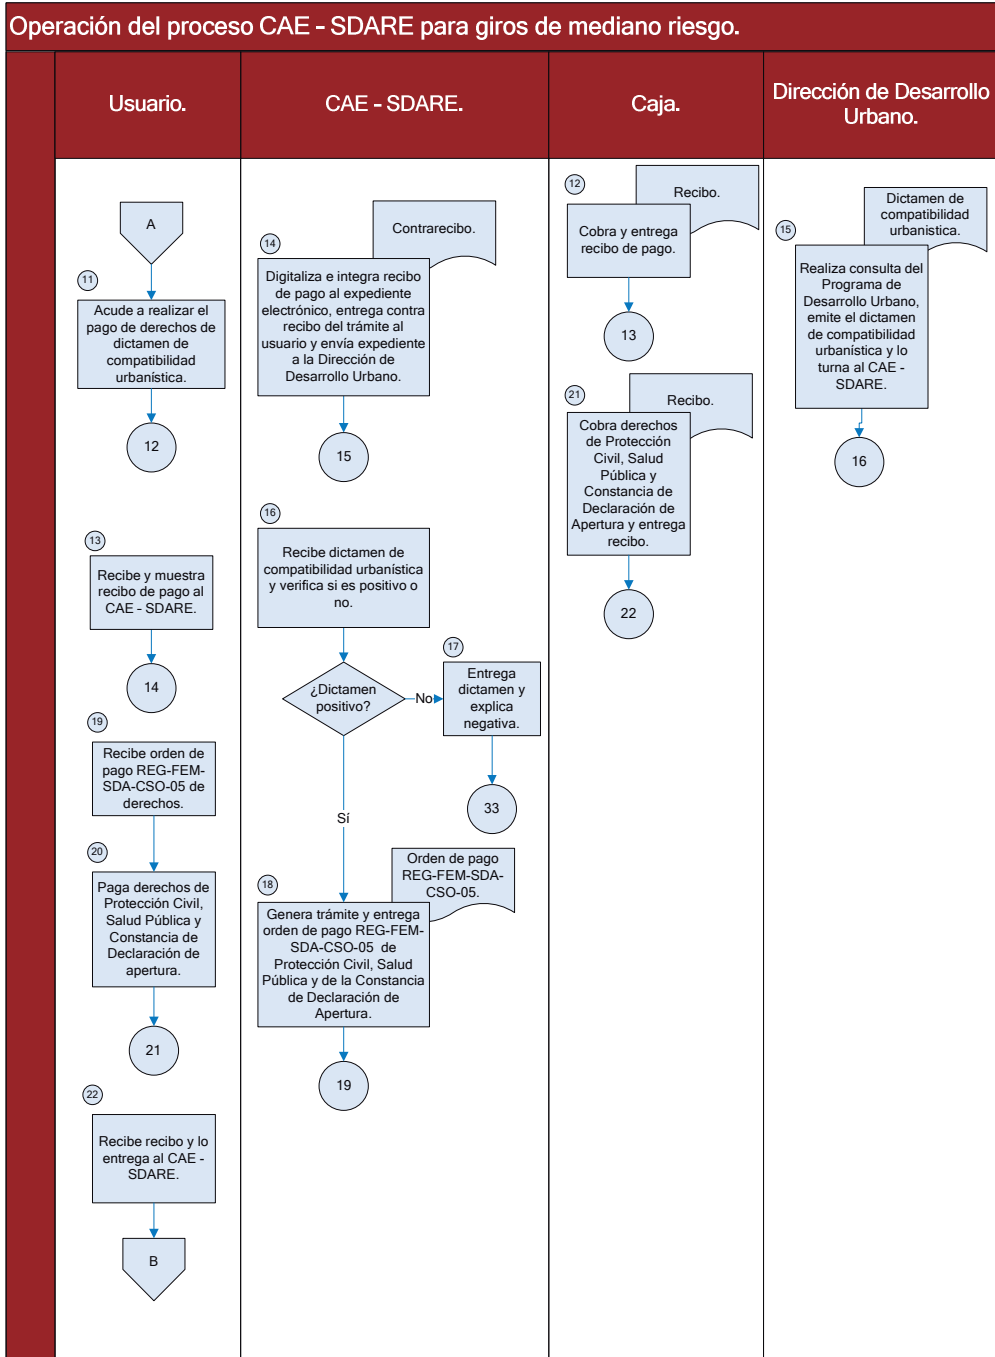 Operación del proceso CAE - SDARE para giros de mediano riesgo.
Usuario.
CAE - SDARE.
Caja.
Dirección de Desarrollo
Urbano.
A
11
Acude a realizar el
pago de derechos de
dictamen de
compatibilidad
urbanística.
12
13
Recibe y muestra
recibo de pago al
CAE - SDARE.
14
19
Recibe orden de
pago REG-FEM-
SDA-CSO-05 de
derechos.
20
Paga derechos de
Protección Civil,
Salud Pública y
Constancia de
Declaración de
apertura.
21
22
Recibe recibo y lo
entrega al CAE -
SDARE.
B
Contrarecibo.
14
Digitaliza e integra recibo
de pago al expediente
electrónico, entrega contra
recibo del trámite al
usuario y envía expediente
a la Dirección de
Desarrollo Urbano.
15
16
Recibe dictamen de
compatibilidad urbanística
y verifica si es positivo o
no.
¿Dictamen
positivo?
No
17
Entrega
dictamen y
explica
negativa.
33
Sí
Orden de pago
REG-FEM-SDA-
CSO-05.
18
Genera trámite y entrega
orden de pago REG-FEM-
SDA-CSO-05 de
Protección Civil, Salud
Pública y de la Constancia
de Declaración de
Apertura.
19
12
Recibo.
Cobra y entrega
recibo de pago.
13
21
Recibo.
Cobra derechos
de Protección
Civil, Salud
Pública y
Constancia de
Declaración de
Apertura y entrega
recibo.
22
Dictamen de
compatibilidad
urbanistica.
15
Realiza consulta del
Programa de
Desarrollo Urbano,
emite el dictamen
de compatibilidad
urbanística y lo
turna al CAE -
SDARE.
16